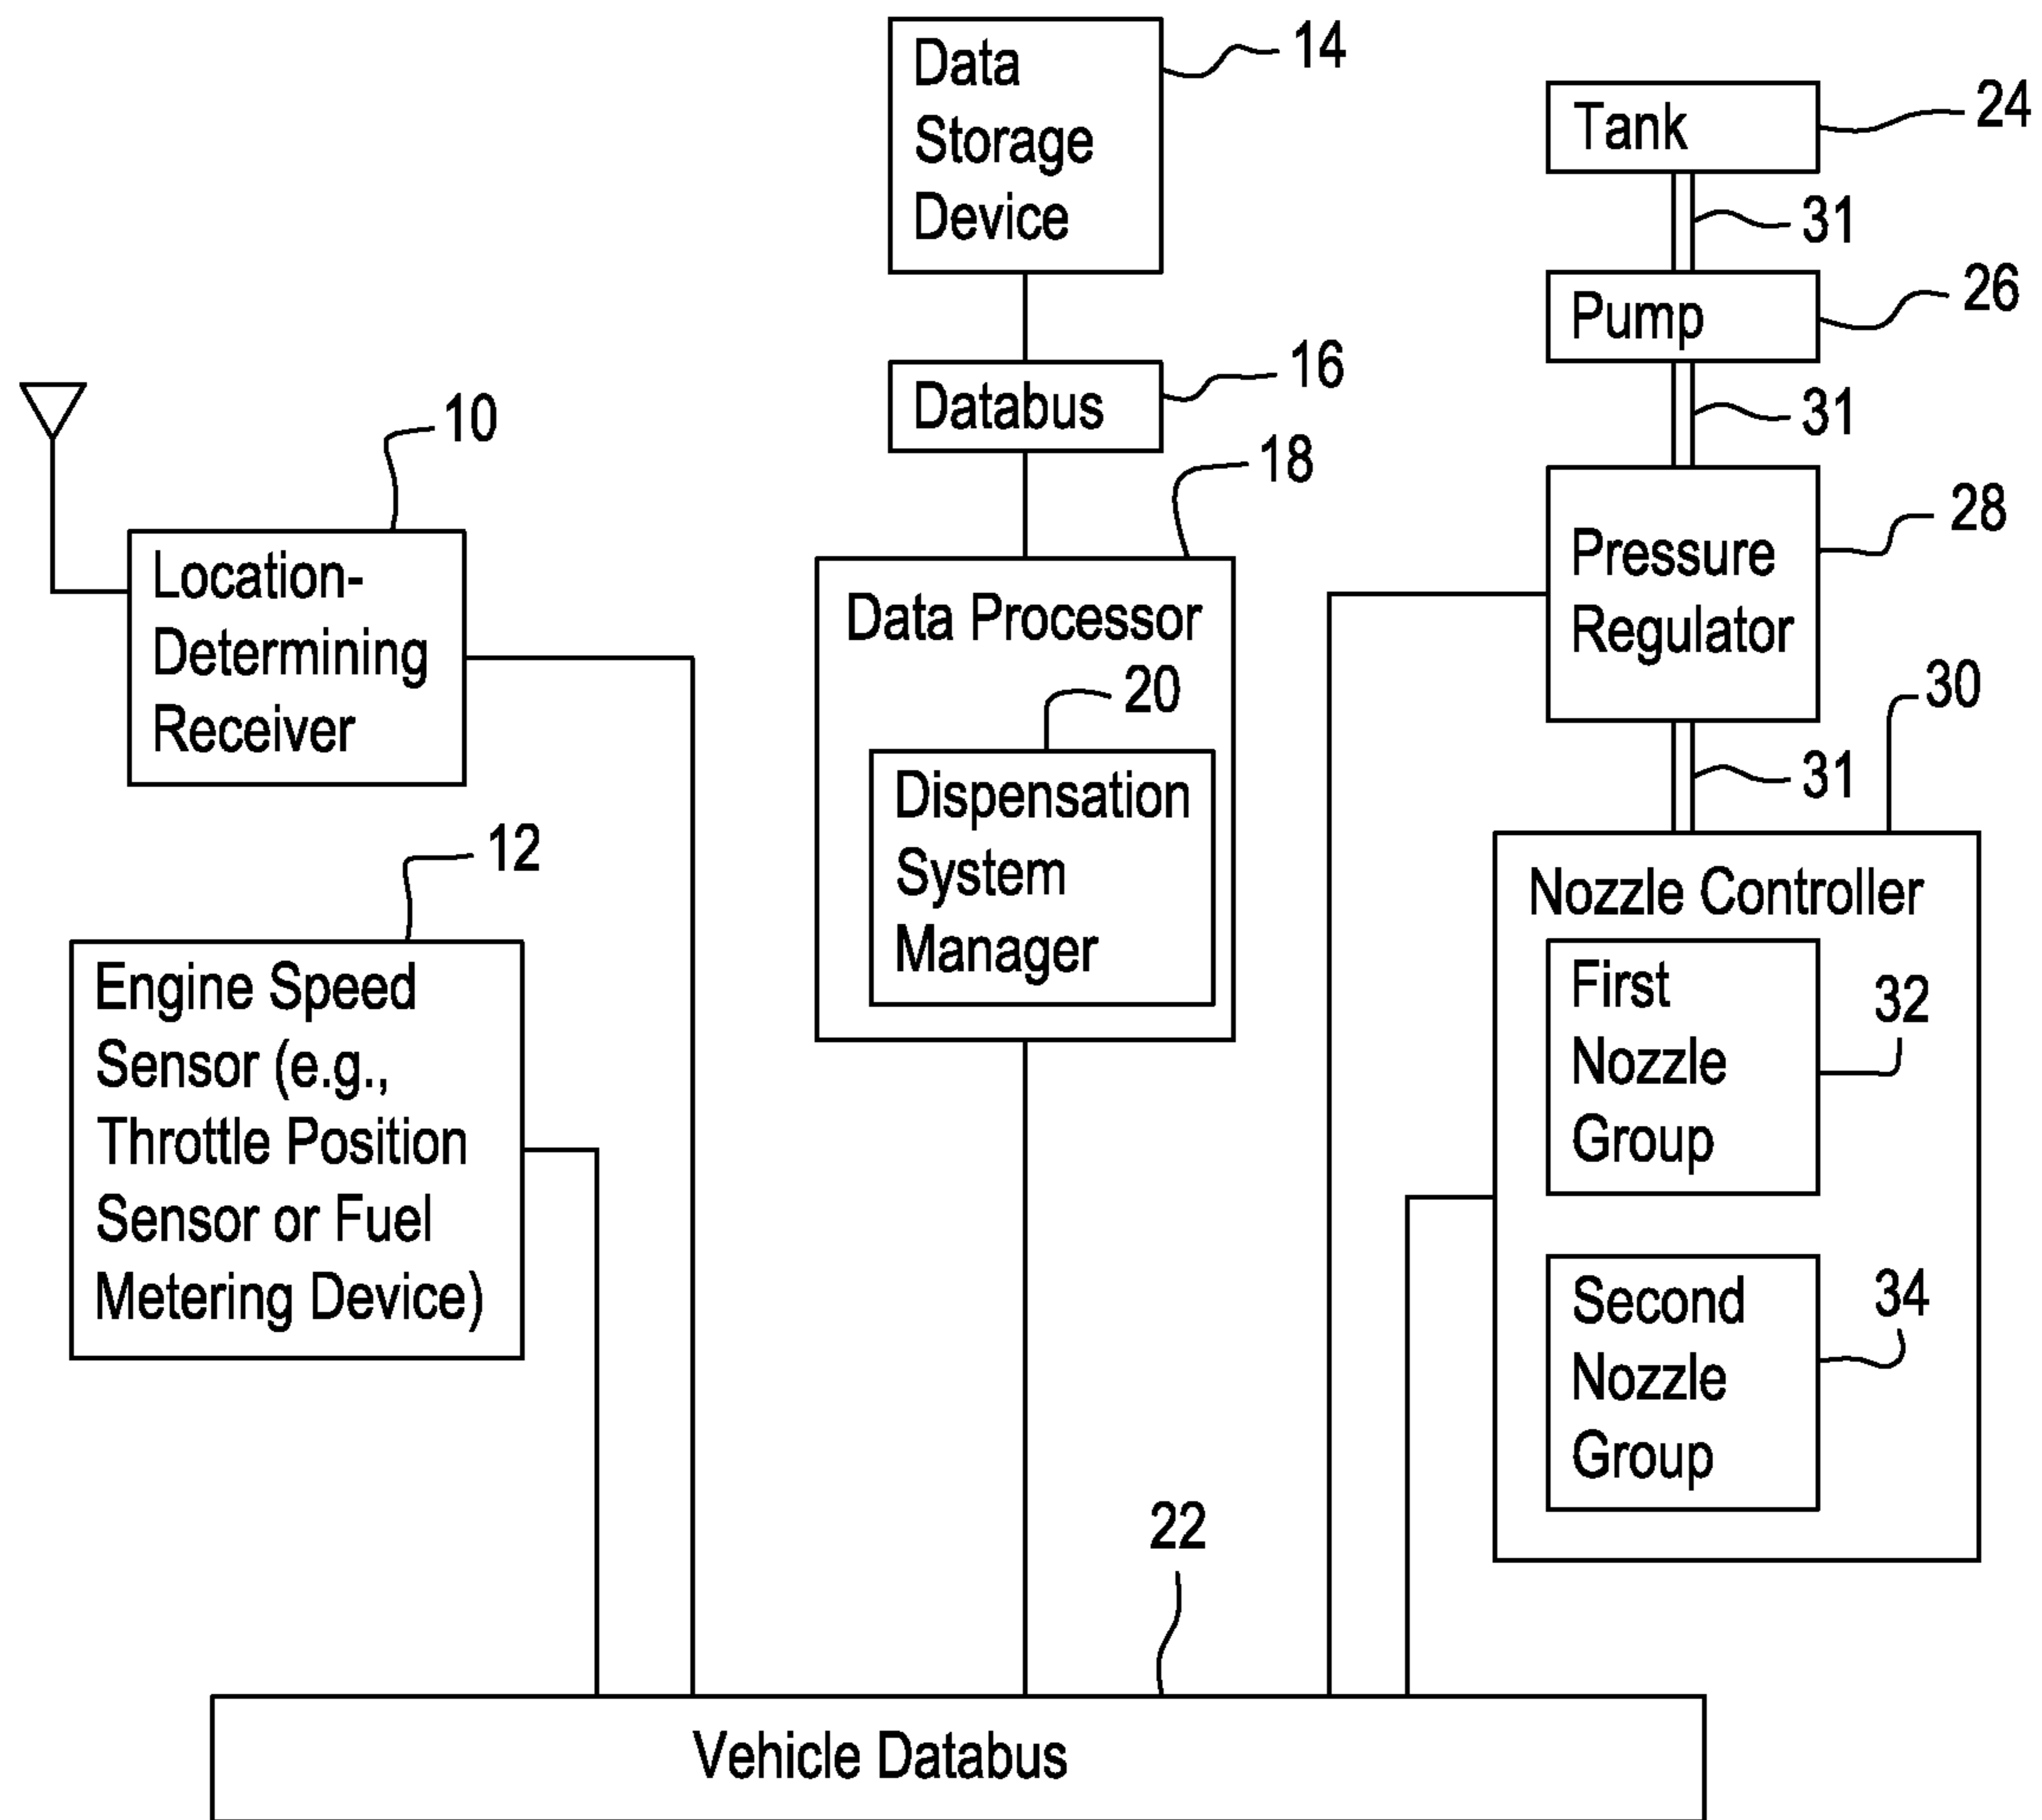 14
Data
Storage
Device
24
Tank
31
26
Pump
16
Databus
31
10
18
28
Location-
Determining
Receiver
Pressure
Regulator
Data Processor
20
30
31
Dispensation
System
Manager
12
Nozzle Controller
Engine Speed
Sensor (e.g.,
Throttle Position
Sensor or Fuel
Metering Device)
First
Nozzle
Group
32
Second
Nozzle
Group
34
22
Vehicle Databus